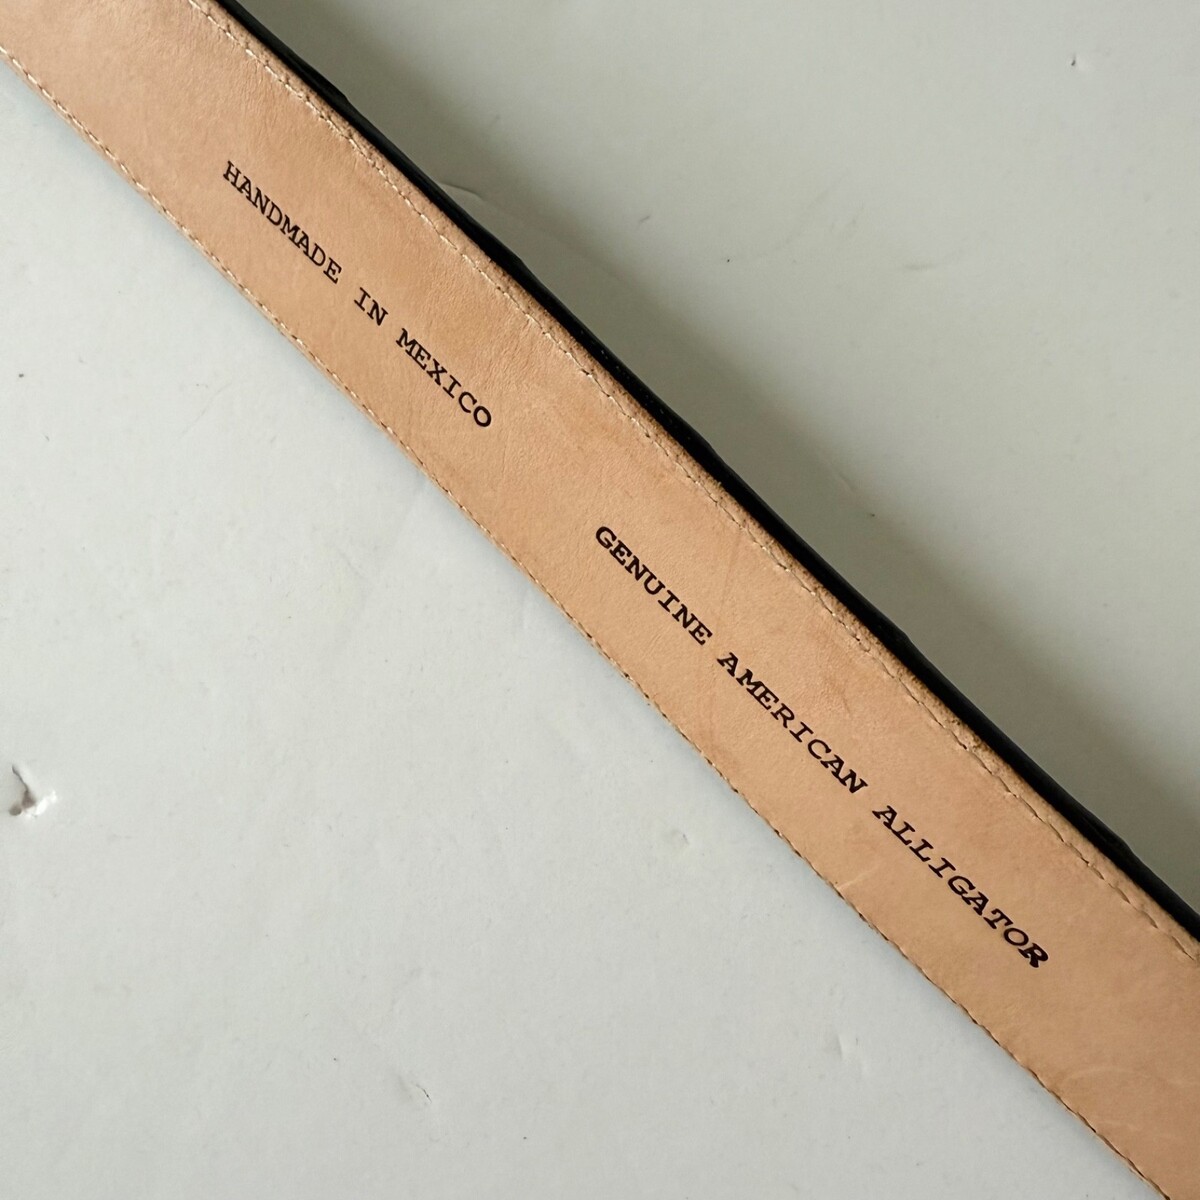 HANDMADE IN MEXICO
GENUINE AMERICAN ALLIGATOR